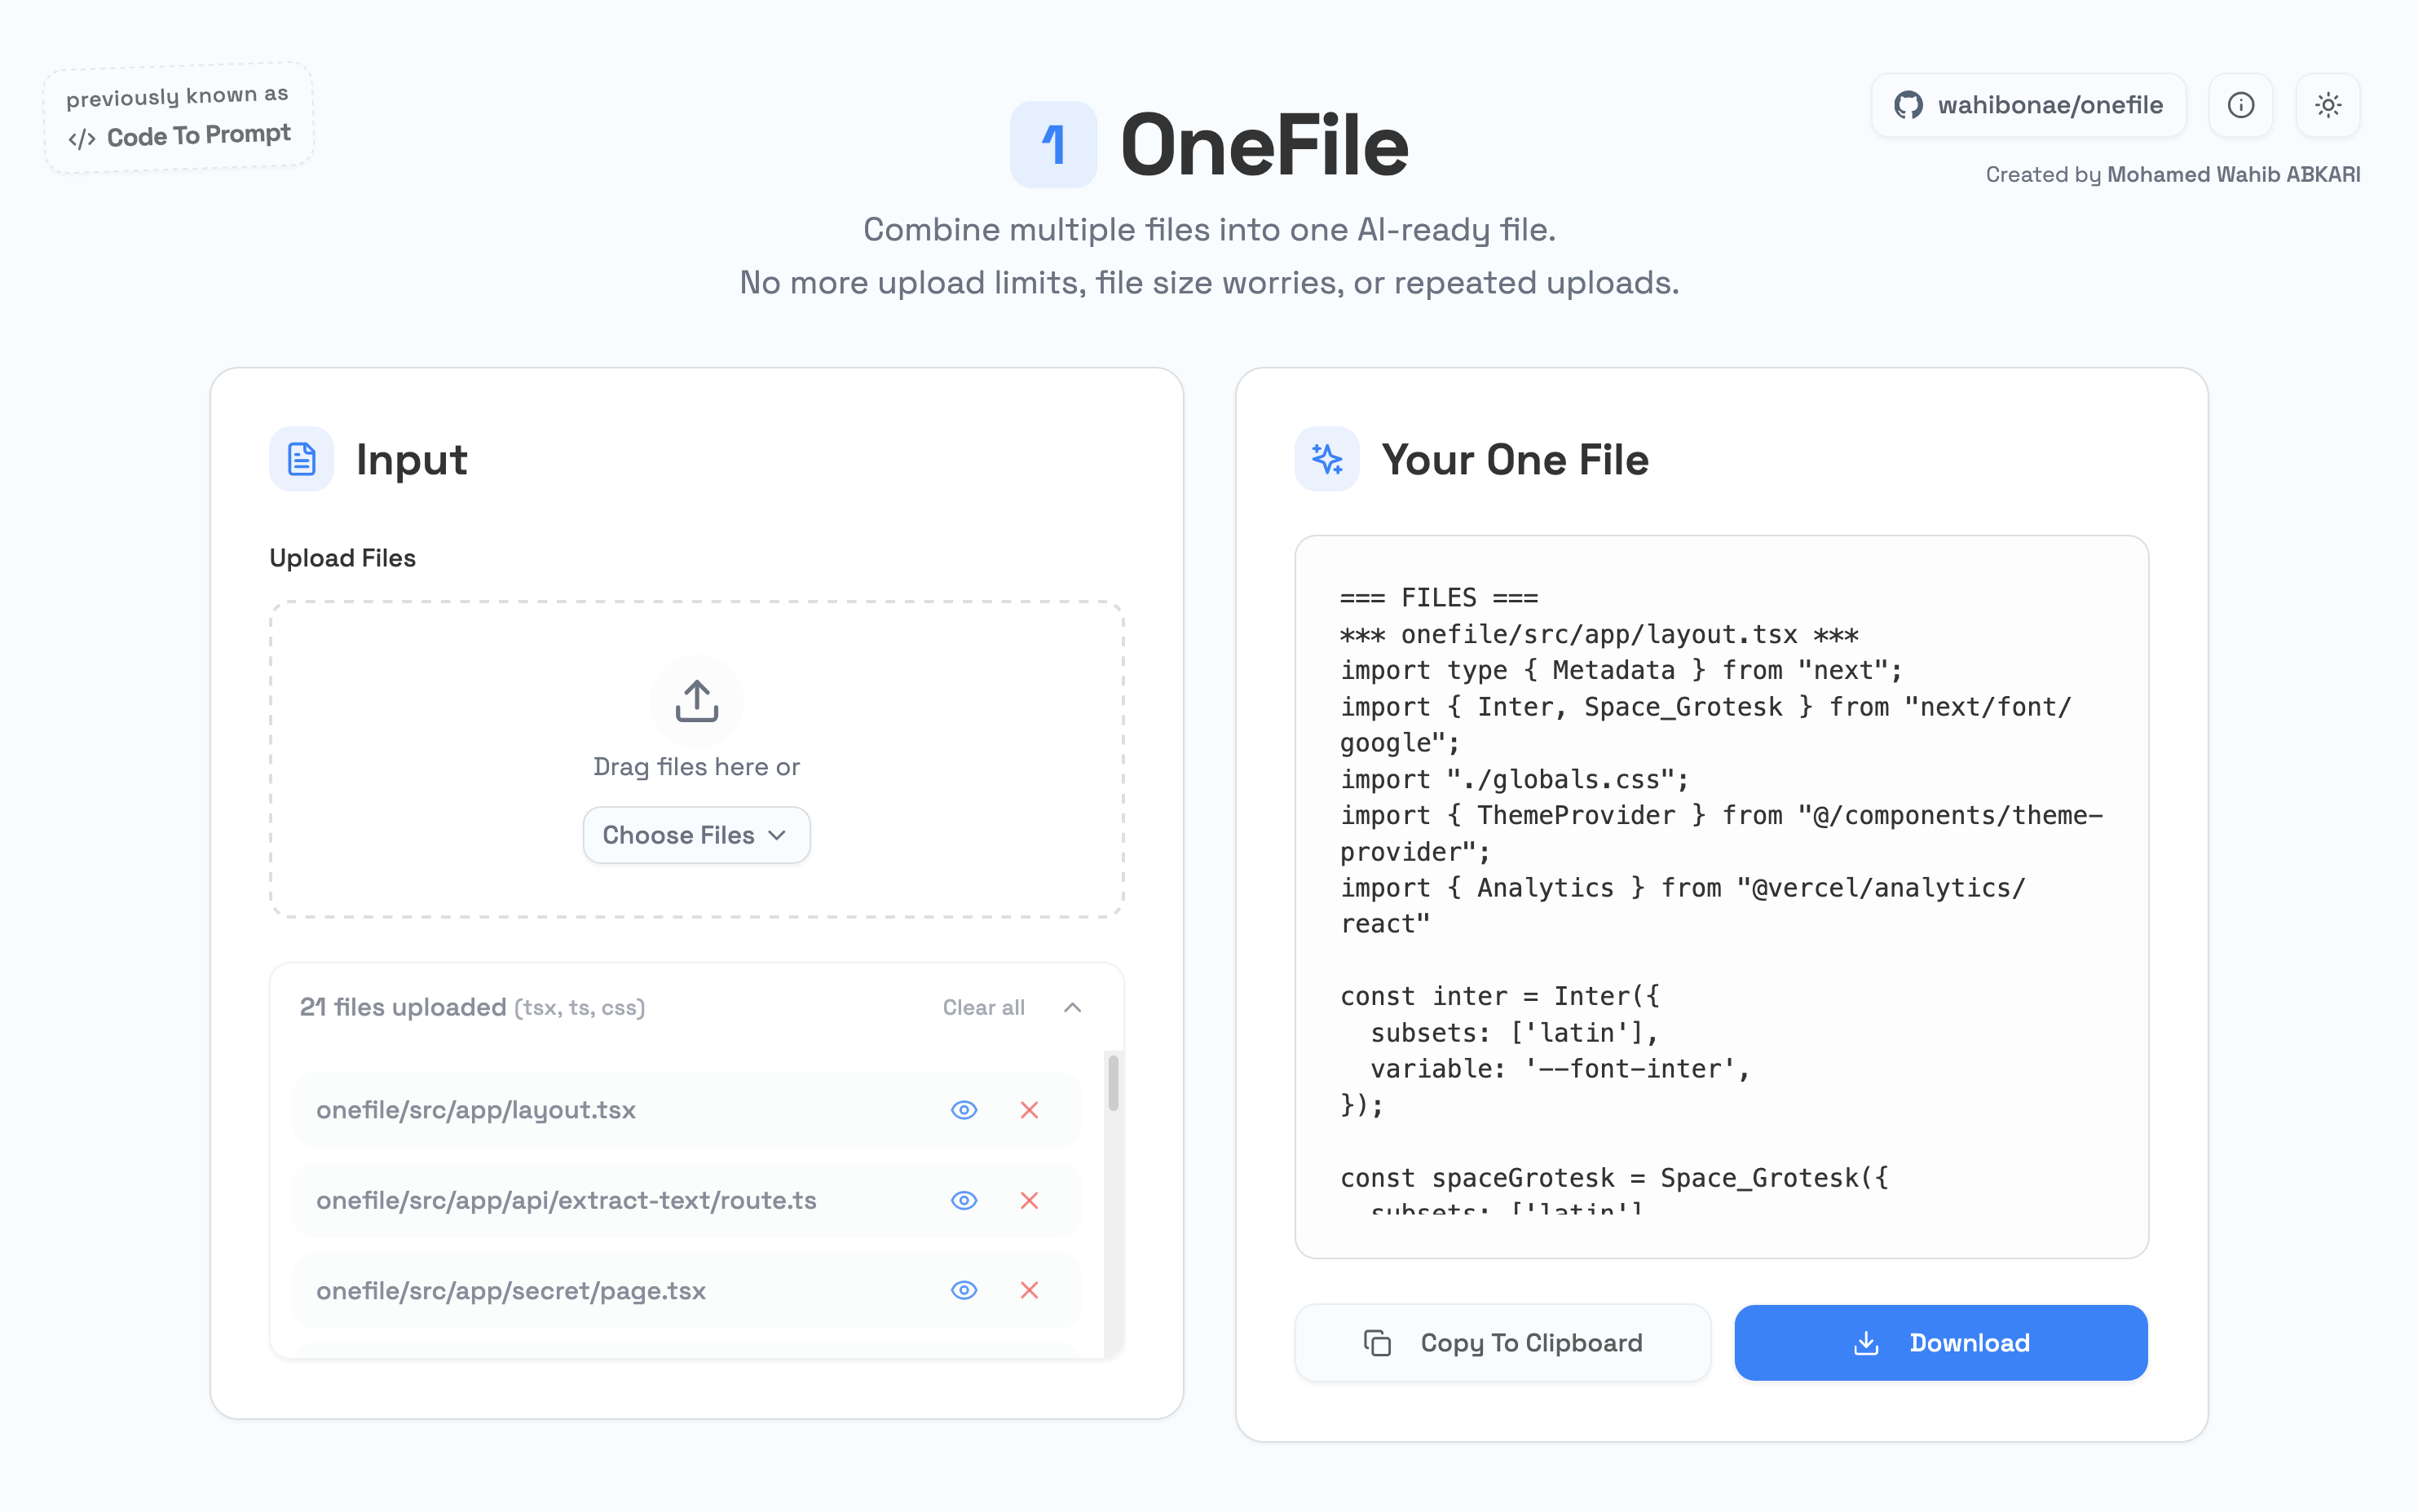 previously known as
</> Code To Prompt
1 OneFile
Combine multiple files into one AI-ready file.
No more upload limits, file size worries, or repeated uploads.
wahibonae/onefile
Created by Mohamed Wahib ABKARI
Input
Upload Files
Drag files here or
Choose Files
21 files uploaded (tsx, ts, css)
Clear all
onefile/src/app/layout.tsx
onefile/src/app/api/extract-text/route.ts
onefile/src/app/secret/page.tsx
Your One File
=== FILES ===
*** onefile/src/app/layout.tsx ***
import type { Metadata } from "next";
import { Inter, Space_Grotesk } from "next/font/
google";
import "./globals.css";
import { ThemeProvider } from "@/components/theme-
provider";
import { Analytics } from "@vercel/analytics/
react"
const inter = Inter({
  subsets: ['latin'],
  variable: '--font-inter',
});
const spaceGrotesk = Space_Grotesk({
  subsets: ['latin']
Copy To Clipboard
Download